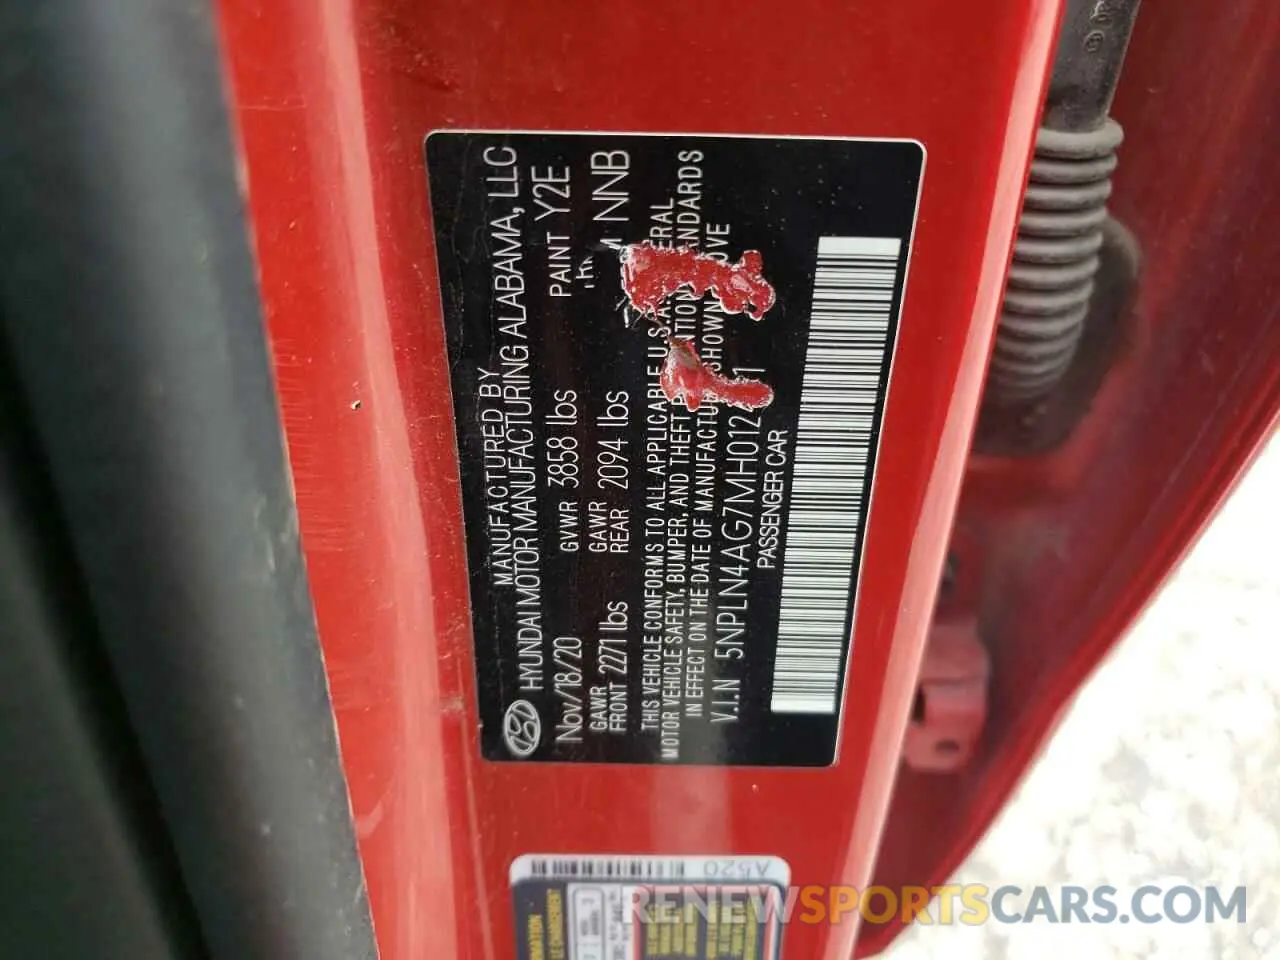 MANUFACTURED BY
HYUNDAI MOTOR MANUFACTURING ALABAMA, LLC
Nov/18/20 GVWR 3858 lbs PAINT Y2E
GAWR FRONT 2271 lbs GAWR REAR 2094 lbs NNB
THIS VEHICLE CONFORMS TO ALL APPLICABLE U.S.
MOTOR VEHICLE SAFETY, BUMPER, AND THEFT
IN EFFECT ON THE DATE OF MANUFACTURE SHOWN
V.I.N 5NPLN4AG7MH012
PASSENGER CAR
A520
RENEWSPORTSCARS.COM